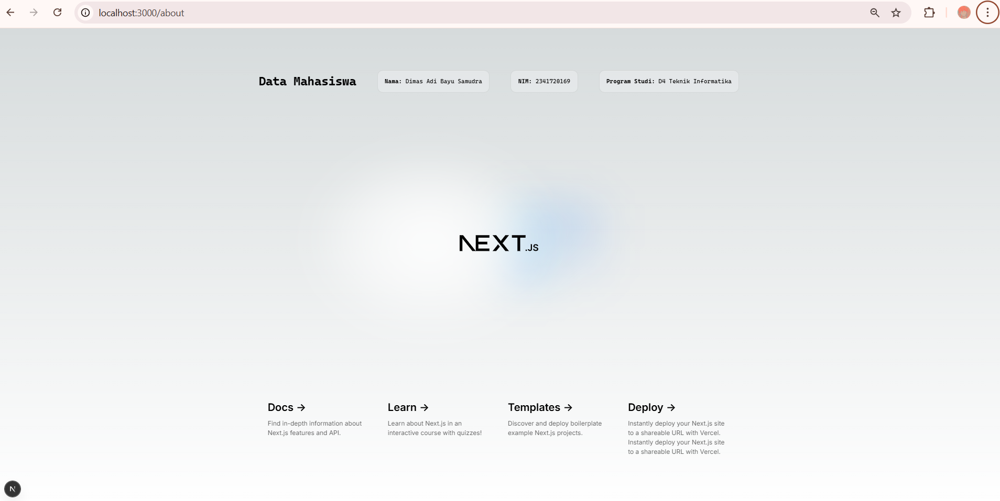 localhost:3000/about
Data Mahasiswa
Nama: Dimas Adi Bayu Samudra
NIM: 2341720169
Program Studi: D4 Teknik Informatika
NEXT.JS
Docs →
Find in-depth information about
Next.js features and API.
Learn →
Learn about Next.js in an
interactive course with quizzes!
Templates →
Discover and deploy boilerplate
example Next.js projects.
Deploy →
Instantly deploy your Next.js site
to a shareable URL with Vercel.
Instantly deploy your Next.js site
to a shareable URL with Vercel.
N